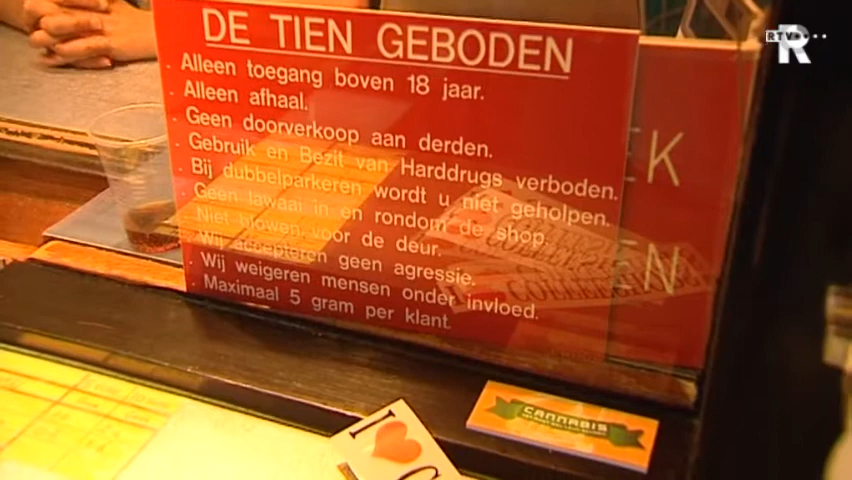 DE TIEN GEBODEN
. Alleen toegang boven 18 jaar.
. Alleen afhaal.
. Geen doorverkoop aan derden.
. Gebruik en Bezit van Harddrugs verboden.
. Bij dubbelparkeren wordt u niet geholpen.
. Geen lawaai in en rondom de shop.
. Niet blowen voor de deur.
. Wij accepteren geen agressie.
. Wij weigeren mensen onder invloed.
. Maximaal 5 gram per klant.
EK
EN
RTV R
CANNABIS
I